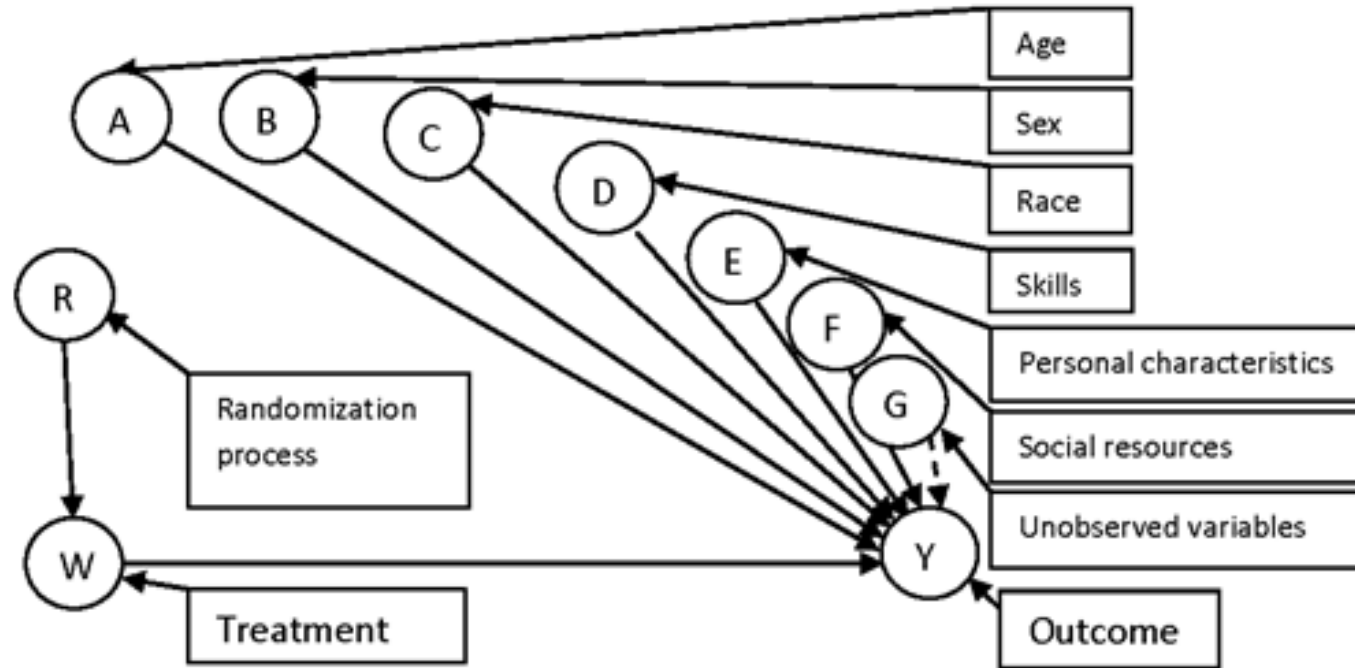 Age
A
B
C
Sex
D
Race
E
Skills
R
F
Personal characteristics
G
Randomization
process
Social resources
Unobserved variables
W
Y
Treatment
Outcome